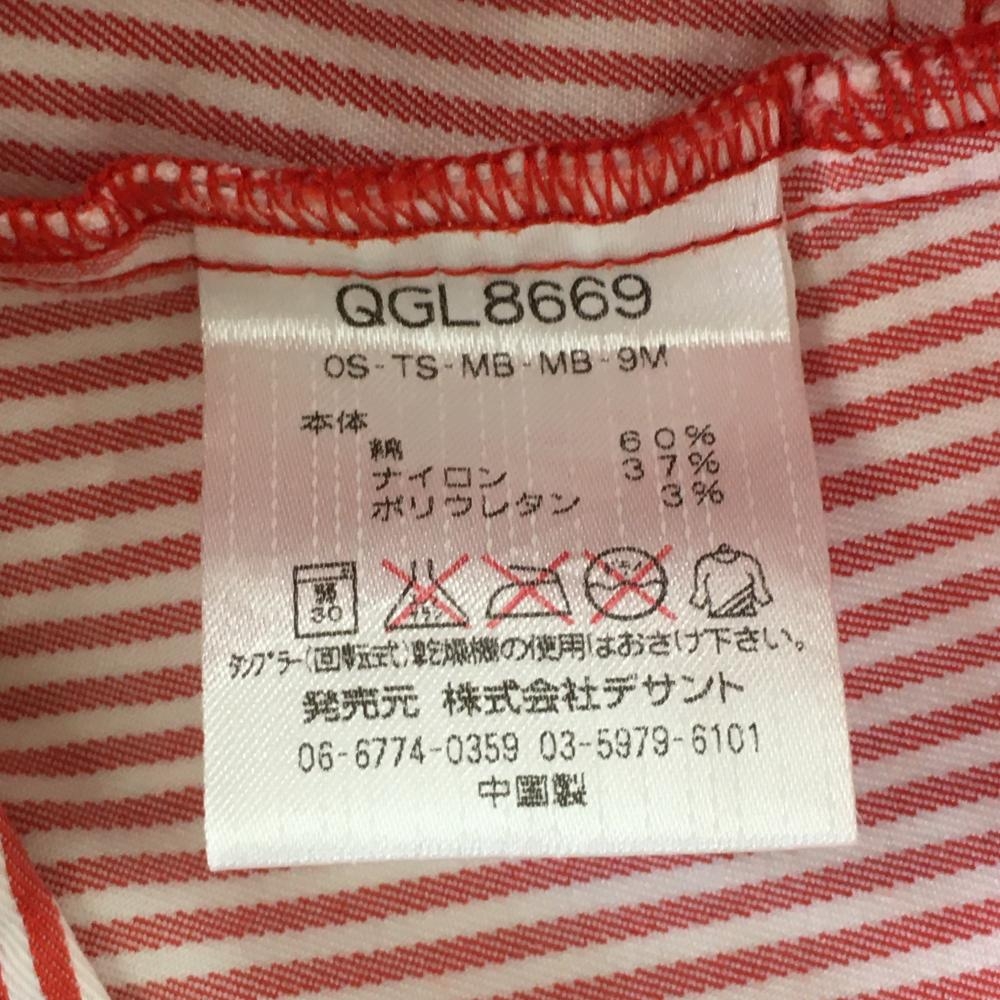 QGL8669
OS-TS-MB-MB-9M
本体
綿 60%
ナイロン 37%
ポリウレタン 3%
弱 30
タンブラー(回転式)乾燥機の使用はおさけ下さい。
発売元 株式会社デサント
06-6774-0359 03-5979-6101
中国製